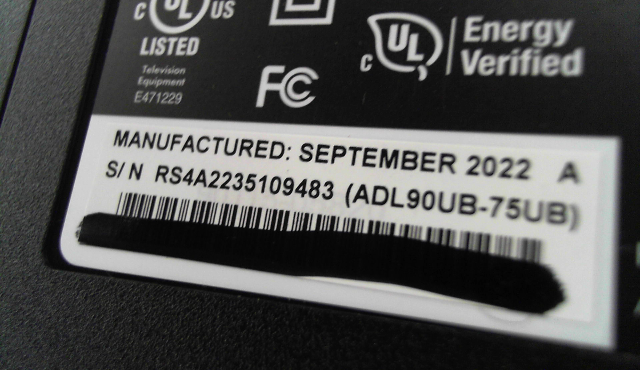 C UL US
LISTED
Television
Equipment
E471229
FC
C UL
Energy
Verified
MANUFACTURED: SEPTEMBER 2022 A
S/N RS4A2235109483 (ADL90UB-75UB)